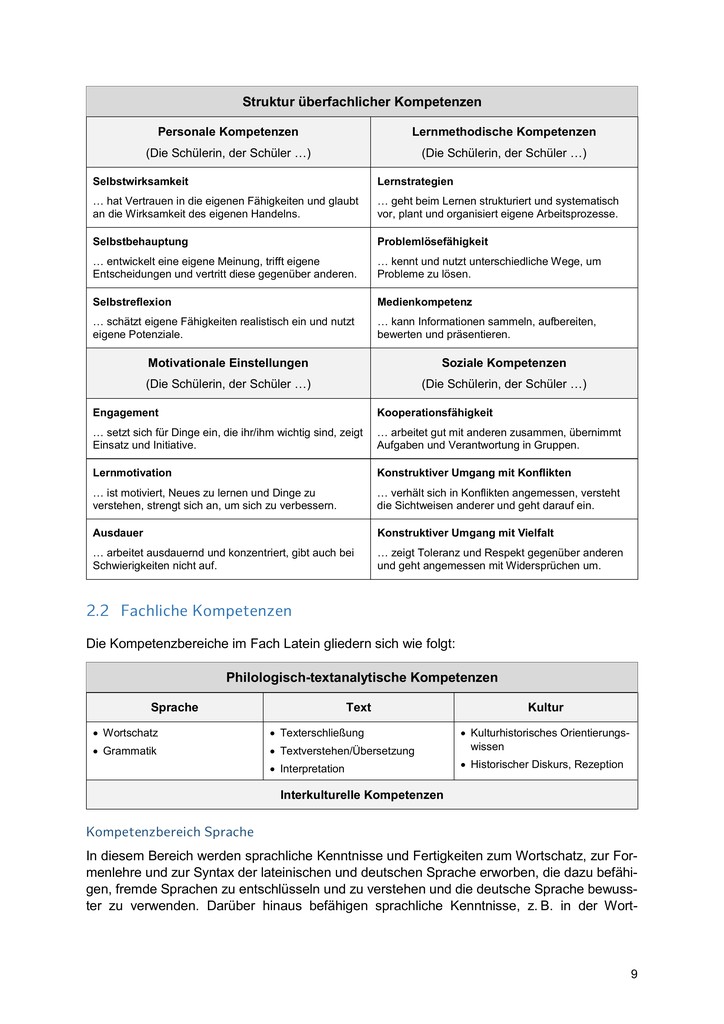 Struktur überfachlicher Kompetenzen
Personale Kompetenzen
(Die Schülerin, der Schüler …)
Lernmethodische Kompetenzen
(Die Schülerin, der Schüler …)
Selbstwirksamkeit
… hat Vertrauen in die eigenen Fähigkeiten und glaubt
an die Wirksamkeit des eigenen Handelns.
Lernstrategien
… geht beim Lernen strukturiert und systematisch
vor, plant und organisiert eigene Arbeitsprozesse.
Selbstbehauptung
… entwickelt eine eigene Meinung, trifft eigene
Entscheidungen und vertritt diese gegenüber anderen.
Problemlösefähigkeit
… kennt und nutzt unterschiedliche Wege, um
Probleme zu lösen.
Selbstreflexion
… schätzt eigene Fähigkeiten realistisch ein und nutzt
eigene Potenziale.
Medienkompetenz
… kann Informationen sammeln, aufbereiten,
bewerten und präsentieren.
Motivationale Einstellungen
(Die Schülerin, der Schüler …)
Soziale Kompetenzen
(Die Schülerin, der Schüler …)
Engagement
… setzt sich für Dinge ein, die ihr/ihm wichtig sind, zeigt
Einsatz und Initiative.
Kooperationsfähigkeit
… arbeitet gut mit anderen zusammen, übernimmt
Aufgaben und Verantwortung in Gruppen.
Lernmotivation
… ist motiviert, Neues zu lernen und Dinge zu
verstehen, strengt sich an, um sich zu verbessern.
Konstruktiver Umgang mit Konflikten
… verhält sich in Konflikten angemessen, versteht
die Sichtweisen anderer und geht darauf ein.
Ausdauer
… arbeitet ausdauernd und konzentriert, gibt auch bei
Schwierigkeiten nicht auf.
Konstruktiver Umgang mit Vielfalt
… zeigt Toleranz und Respekt gegenüber anderen
und geht angemessen mit Widersprüchen um.
2.2 Fachliche Kompetenzen
Die Kompetenzbereiche im Fach Latein gliedern sich wie folgt:
Philologisch-textanalytische Kompetenzen
Sprache
Text
Kultur
• Wortschatz
• Grammatik
• Texterschließung
• Textverstehen/Übersetzung
• Interpretation
• Kulturhistorisches Orientierungs-
wissen
• Historischer Diskurs, Rezeption
Interkulturelle Kompetenzen
Kompetenzbereich Sprache
In diesem Bereich werden sprachliche Kenntnisse und Fertigkeiten zum Wortschatz, zur For-
menlehre und zur Syntax der lateinischen und deutschen Sprache erworben, die dazu befähi-
gen, fremde Sprachen zu entschlüsseln und zu verstehen und die deutsche Sprache bewuss-
ter zu verwenden. Darüber hinaus befähigen sprachliche Kenntnisse, z. B. in der Wort-
9